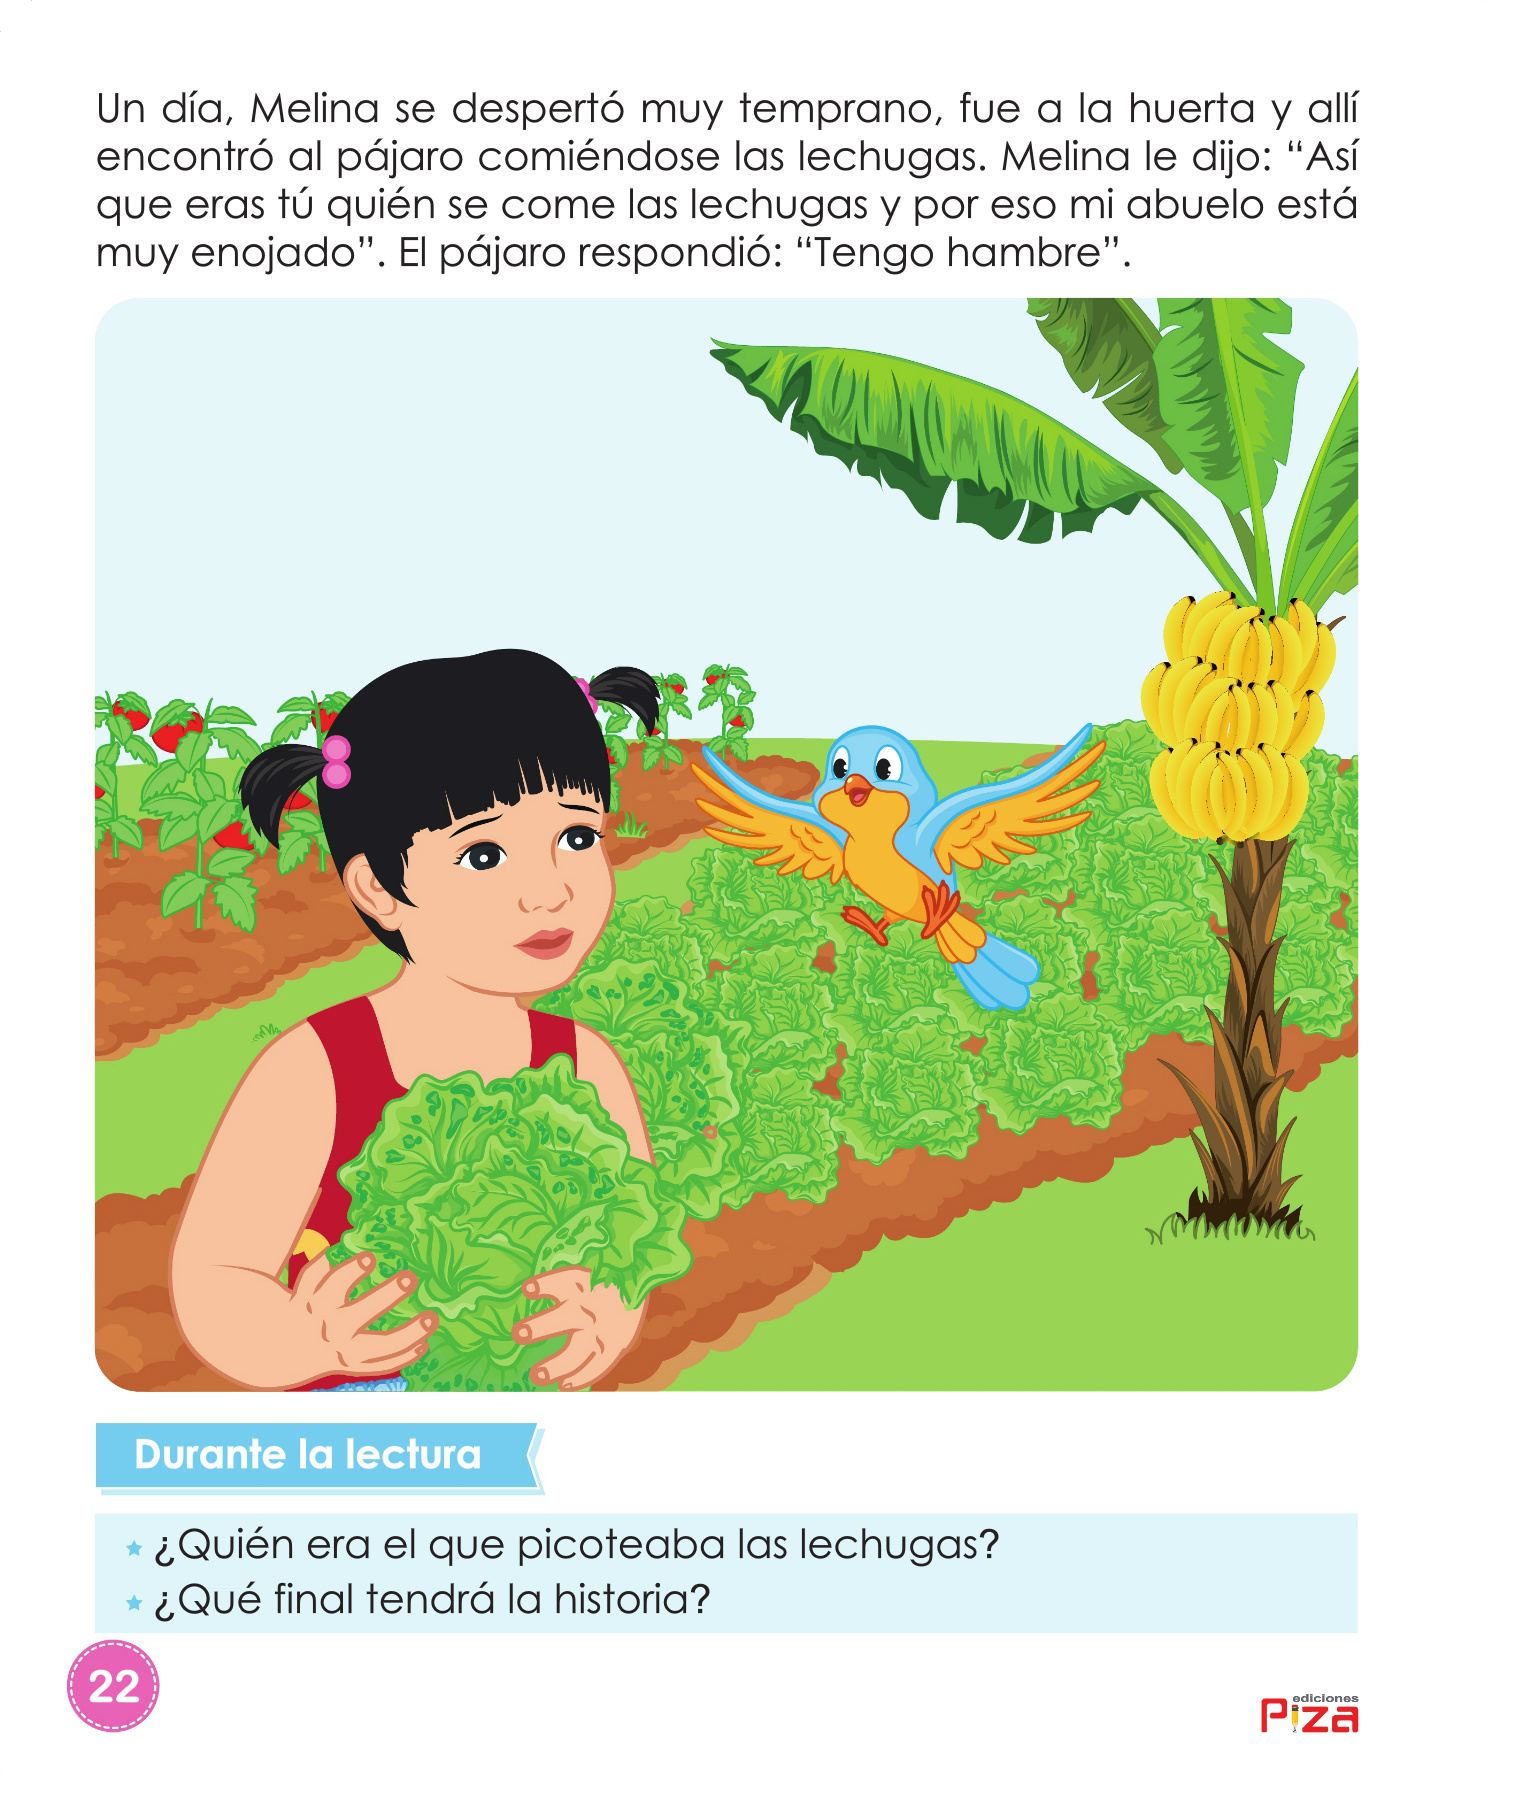 Un día, Melina se despertó muy temprano, fue a la huerta y allí
encontró al pájaro comiéndose las lechugas. Melina le dijo: “Así
que eras tú quién se come las lechugas y por eso mi abuelo está
muy enojado”. El pájaro respondió: “Tengo hambre”.
Durante la lectura
¿Quién era el que picoteaba las lechugas?
¿Qué final tendrá la historia?
22
ediciones
Piza